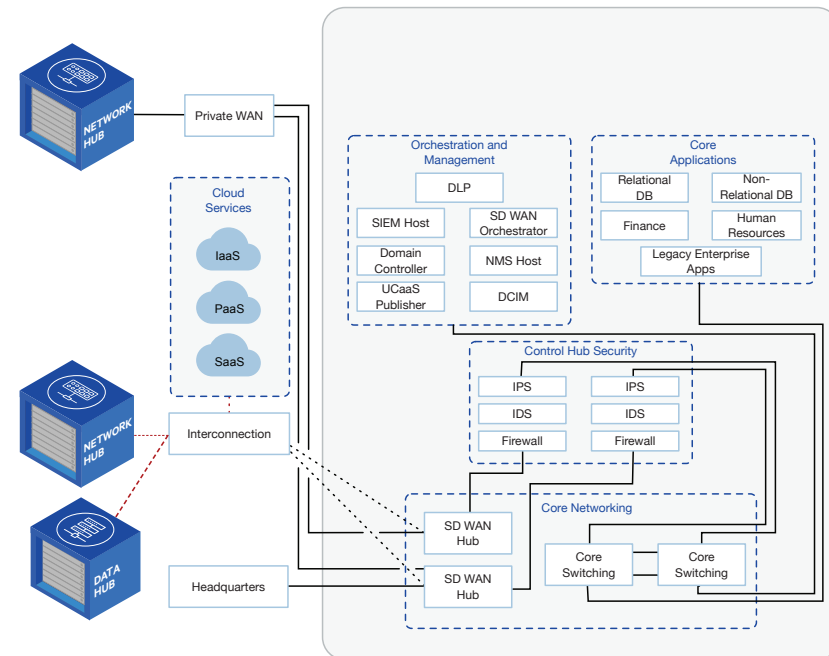 NETWORK
HUB
Private WAN
Cloud
Services
IaaS
PaaS
SaaS
NETWORK
HUB
Interconnection
DATA
HUB
Headquarters
Orchestration and
Management
DLP
SIEM Host
SD WAN
Orchestrator
Domain
Controller
NMS Host
UCaaS
Publisher
DCIM
Core
Applications
Relational
DB
Non-
Relational DB
Finance
Human
Resources
Legacy Enterprise
Apps
Control Hub Security
IPS
IPS
IDS
IDS
Firewall
Firewall
Core Networking
SD WAN
Hub
SD WAN
Hub
Core
Switching
Core
Switching